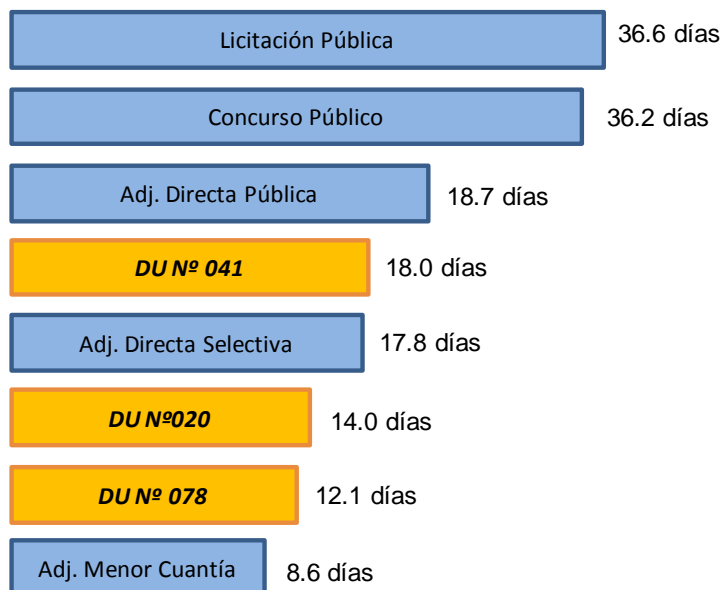 Licitación Pública 36.6 días
Concurso Público 36.2 días
Adj. Directa Pública 18.7 días
DU Nº 041 18.0 días
Adj. Directa Selectiva 17.8 días
DU Nº020 14.0 días
DU Nº 078 12.1 días
Adj. Menor Cuantía 8.6 días